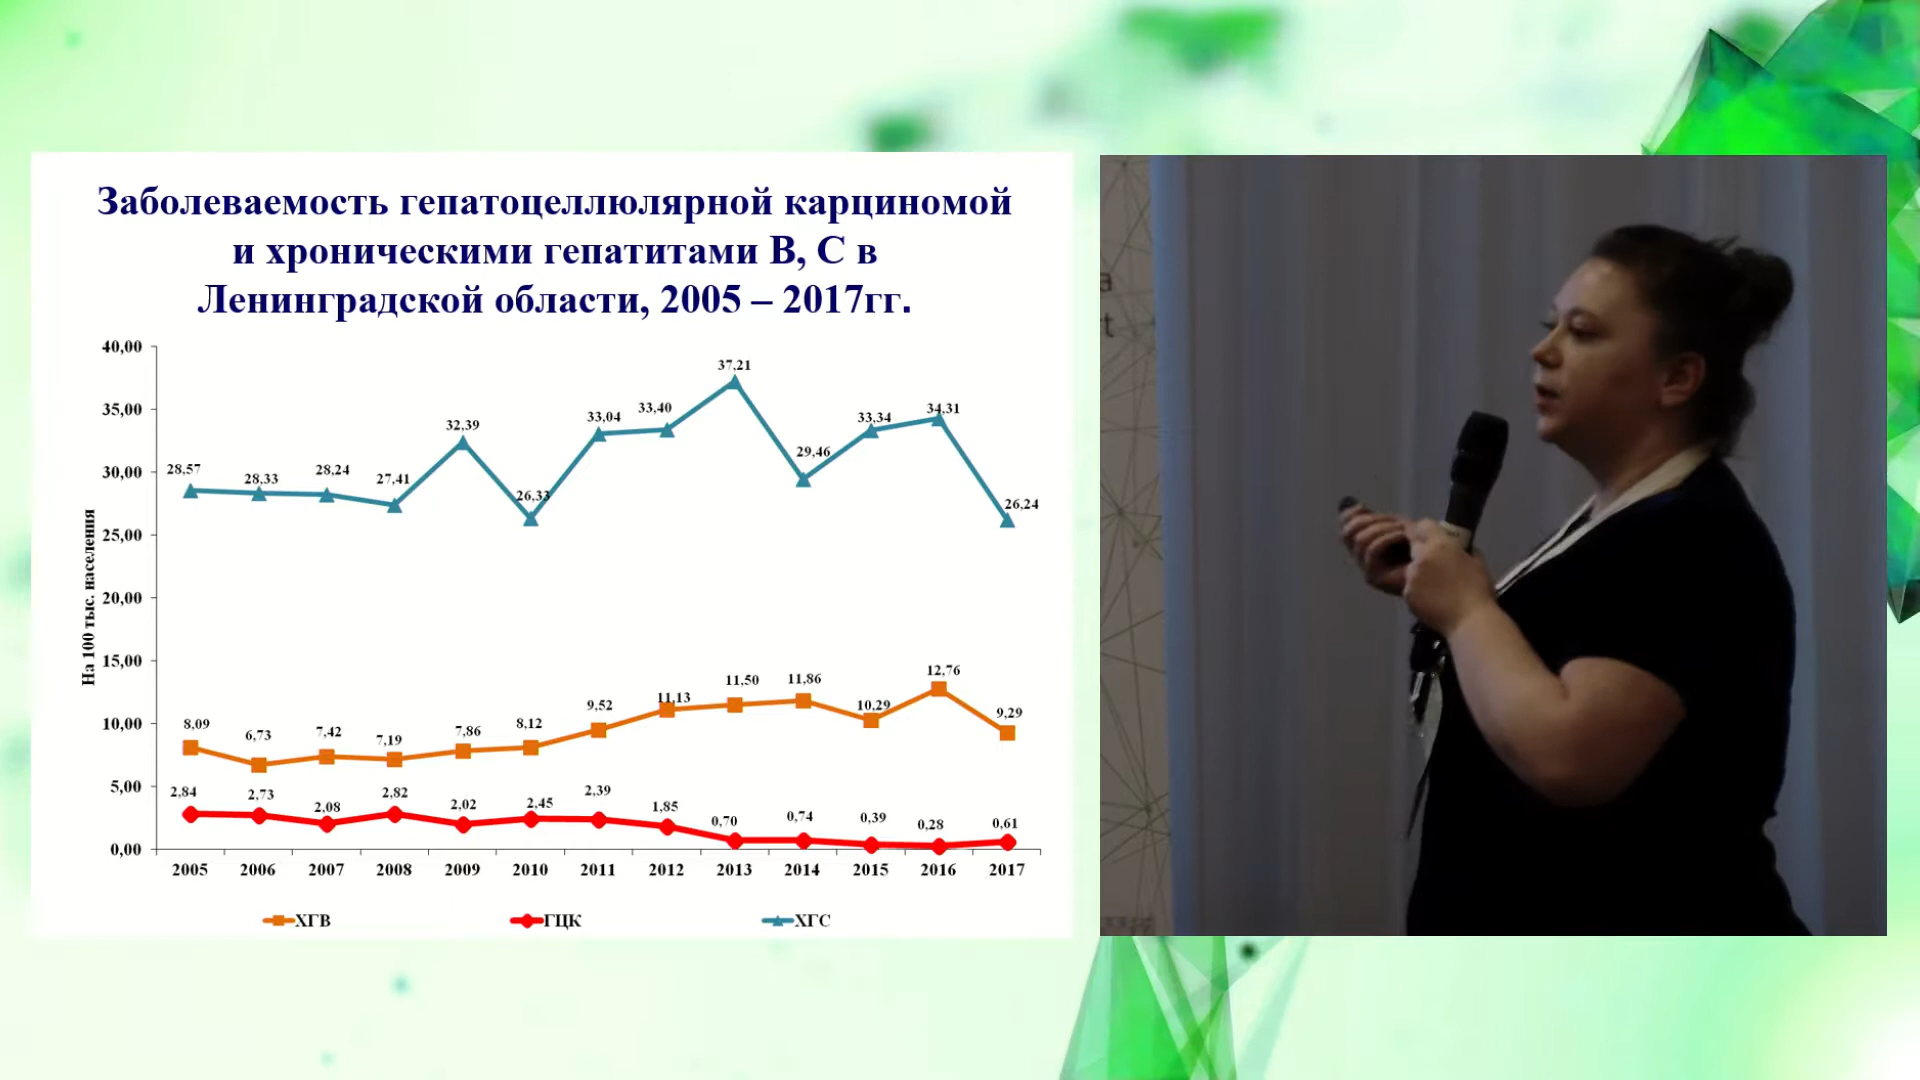 Заболеваемость гепатоцеллюлярной карциномой
и хроническими гепатитами В, С в
Ленинградской области, 2005 – 2017гг.
На 100 тыс. населения
40,00
35,00
30,00
25,00
20,00
15,00
10,00
5,00
0,00
28,57 28,33 28,24 27,41 32,39 26,33 33,04 33,40 37,21 29,46 33,34 34,31 26,24
8,09 6,73 7,42 7,19 7,86 8,12 9,52 11,13 11,50 11,86 10,29 12,76 9,29
2,84 2,73 2,08 2,82 2,02 2,45 2,39 1,85 0,70 0,74 0,39 0,28 0,61
2005 2006 2007 2008 2009 2010 2011 2012 2013 2014 2015 2016 2017
ХГВ ГЦК ХГС
a
t